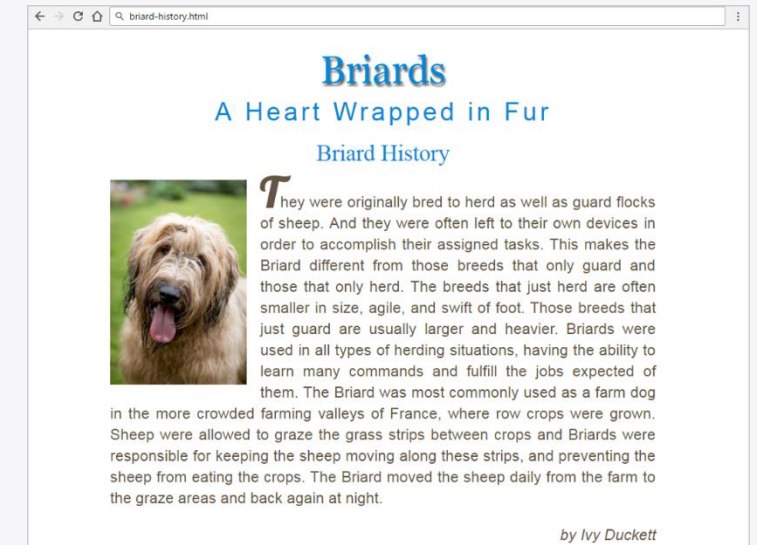 briard-history.html
Briards
A Heart Wrapped in Fur
Briard History
They were originally bred to herd as well as guard flocks
of sheep. And they were often left to their own devices in
order to accomplish their assigned tasks. This makes the
Briard different from those breeds that only guard and
those that only herd. The breeds that just herd are often
smaller in size, agile, and swift of foot. Those breeds that
just guard are usually larger and heavier. Briards were
used in all types of herding situations, having the ability to
learn many commands and fulfill the jobs expected of
them. The Briard was most commonly used as a farm dog
in the more crowded farming valleys of France, where row crops were grown.
Sheep were allowed to graze the grass strips between crops and Briards were
responsible for keeping the sheep moving along these strips, and preventing the
sheep from eating the crops. The Briard moved the sheep daily from the farm to
the graze areas and back again at night.
by Ivy Duckett